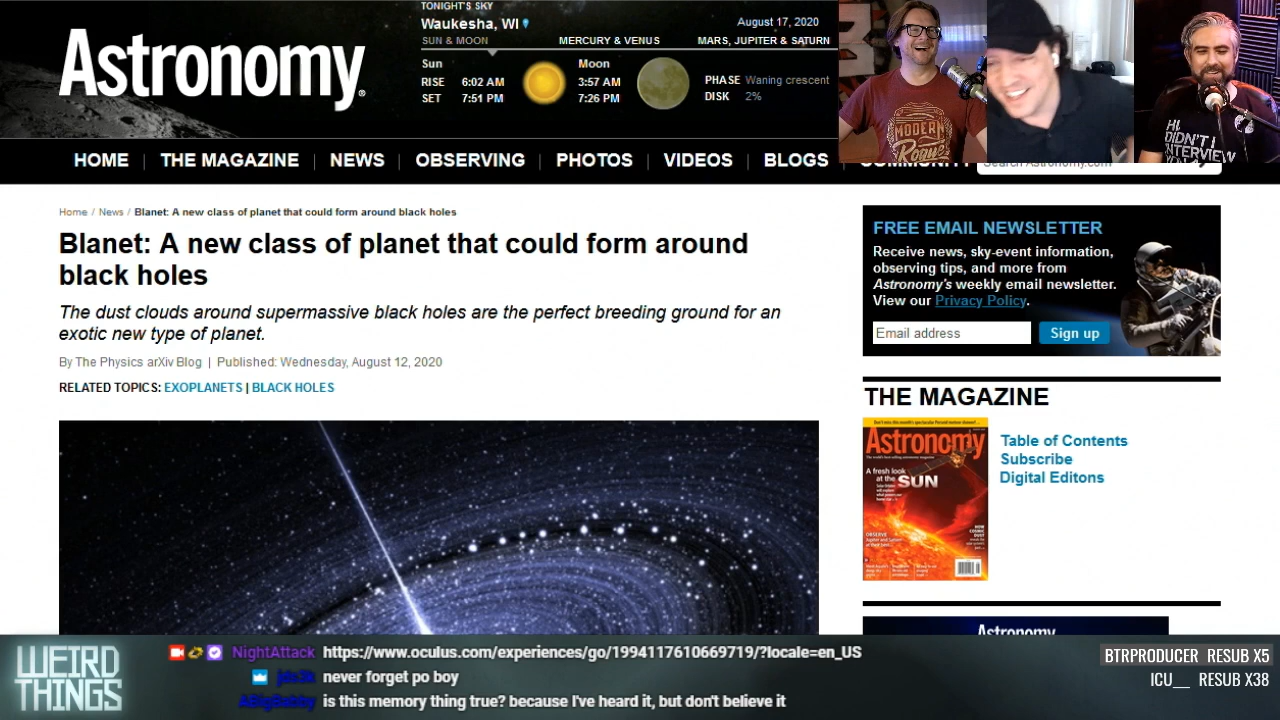 TONIGHT'S SKY
Waukesha, WI
August 17, 2020
SUN & MOON MERCURY & VENUS MARS, JUPITER & SATURN
Astronomy
Sun Moon
RISE 6:02 AM 3:57 AM PHASE Waning crescent
SET 7:51 PM 7:26 PM DISK 2%
MODERN
Rogue
HI,
DIDN'T I
INTERVIEW
HOME THE MAGAZINE NEWS OBSERVING PHOTOS VIDEOS BLOGS COMMUNITY
Search Astronomy.com
Home / News / Blanet: A new class of planet that could form around black holes
Blanet: A new class of planet that could form around
black holes
The dust clouds around supermassive black holes are the perfect breeding ground for an
exotic new type of planet.
By The Physics arXiv Blog | Published: Wednesday, August 12, 2020
RELATED TOPICS: EXOPLANETS | BLACK HOLES
FREE EMAIL NEWSLETTER
Receive news, sky-event information,
observing tips, and more from
Astronomy's weekly email newsletter.
View our Privacy Policy.
Email address Sign up
THE MAGAZINE
Astronomy
A fresh look
at the SUN
Table of Contents
Subscribe
Digital Editons
Astronomy
WEIRD
THINGS
NightAttack https://www.oculus.com/experiences/go/1994117610669719/?locale=en_US
never forget po boy
ABigBabby is this memory thing true? because I've heard it, but don't believe it
BTRPRODUCER RESUB X5
ICU__ RESUB X38